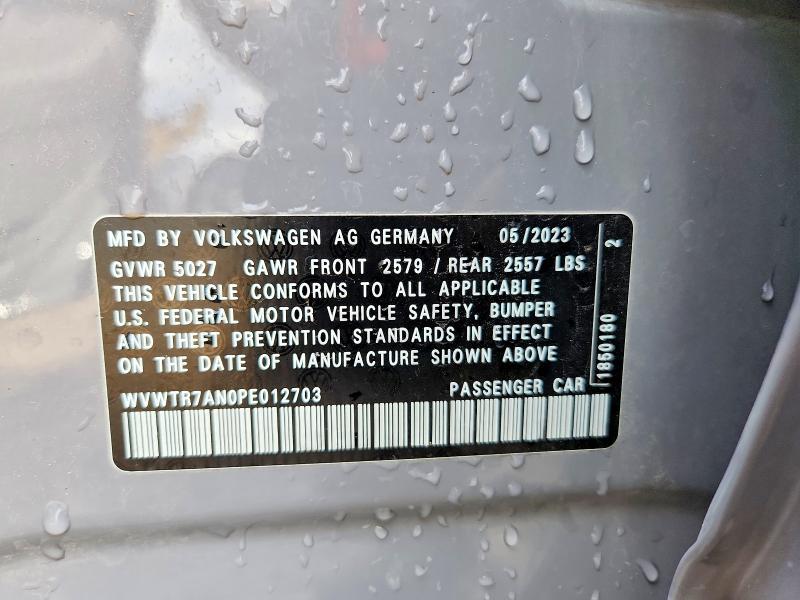 MFD BY VOLKSWAGEN AG GERMANY 05/2023
GVWR 5027 GAWR FRONT 2579 / REAR 2557 LBS
THIS VEHICLE CONFORMS TO ALL APPLICABLE
U.S. FEDERAL MOTOR VEHICLE SAFETY, BUMPER
AND THEFT PREVENTION STANDARDS IN EFFECT
ON THE DATE OF MANUFACTURE SHOWN ABOVE
WVWTR7AN0PE012703 PASSENGER CAR
1850180 2